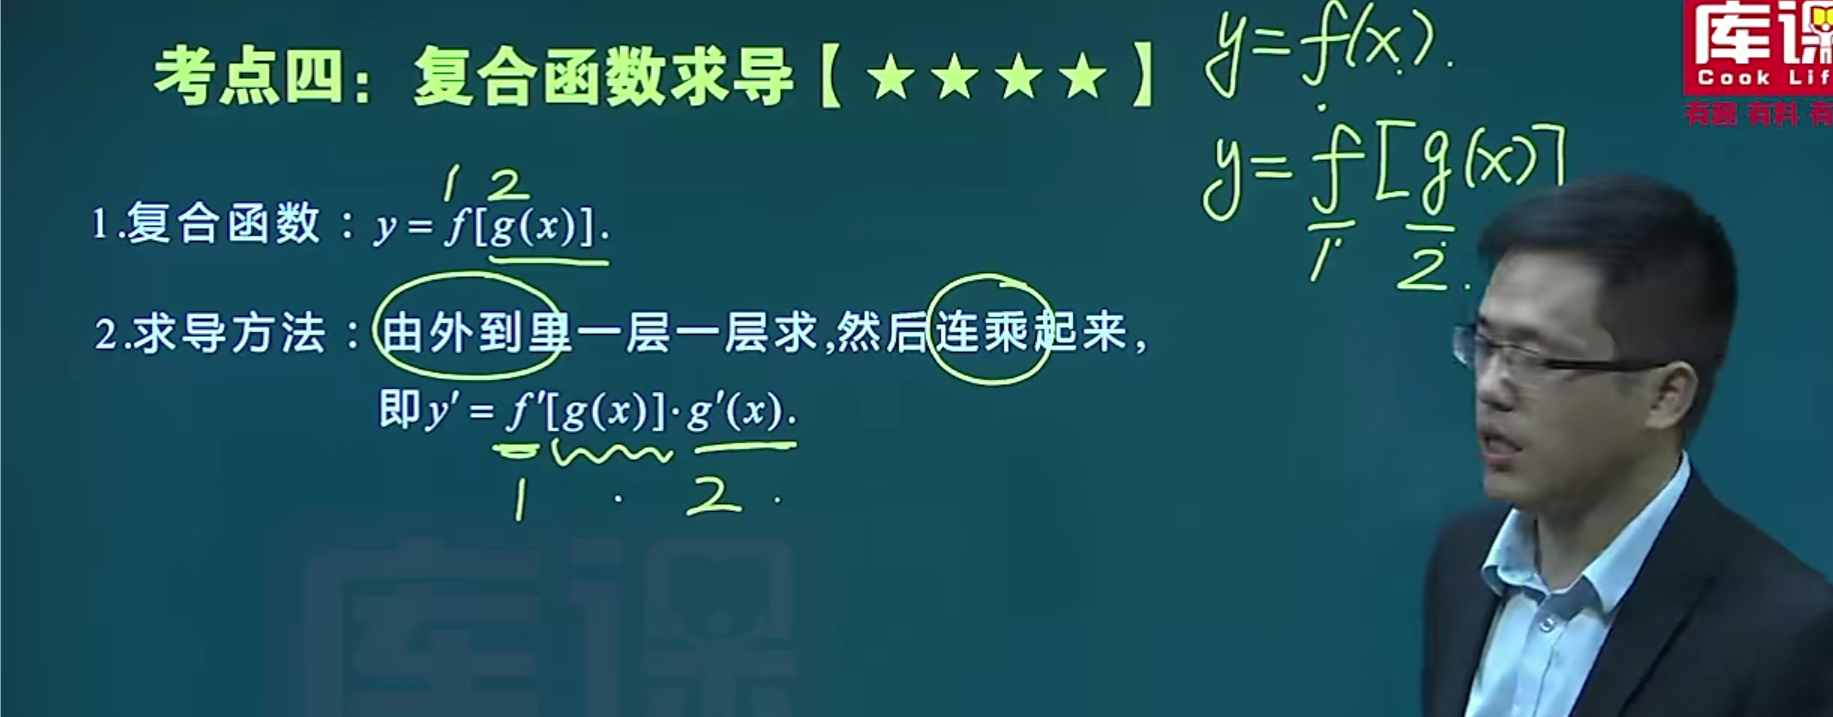 考点四：复合函数求导【★★★★】
y=f(x).
库课
Cook Lif
有趣 有料 有
y=f[g(x)]
1 2
1 2
1.复合函数：y=f[g(x)].
2.求导方法：由外到里一层一层求,然后连乘起来，
即y′=f′[g(x)]·g′(x).
1 · 2 ·
库课